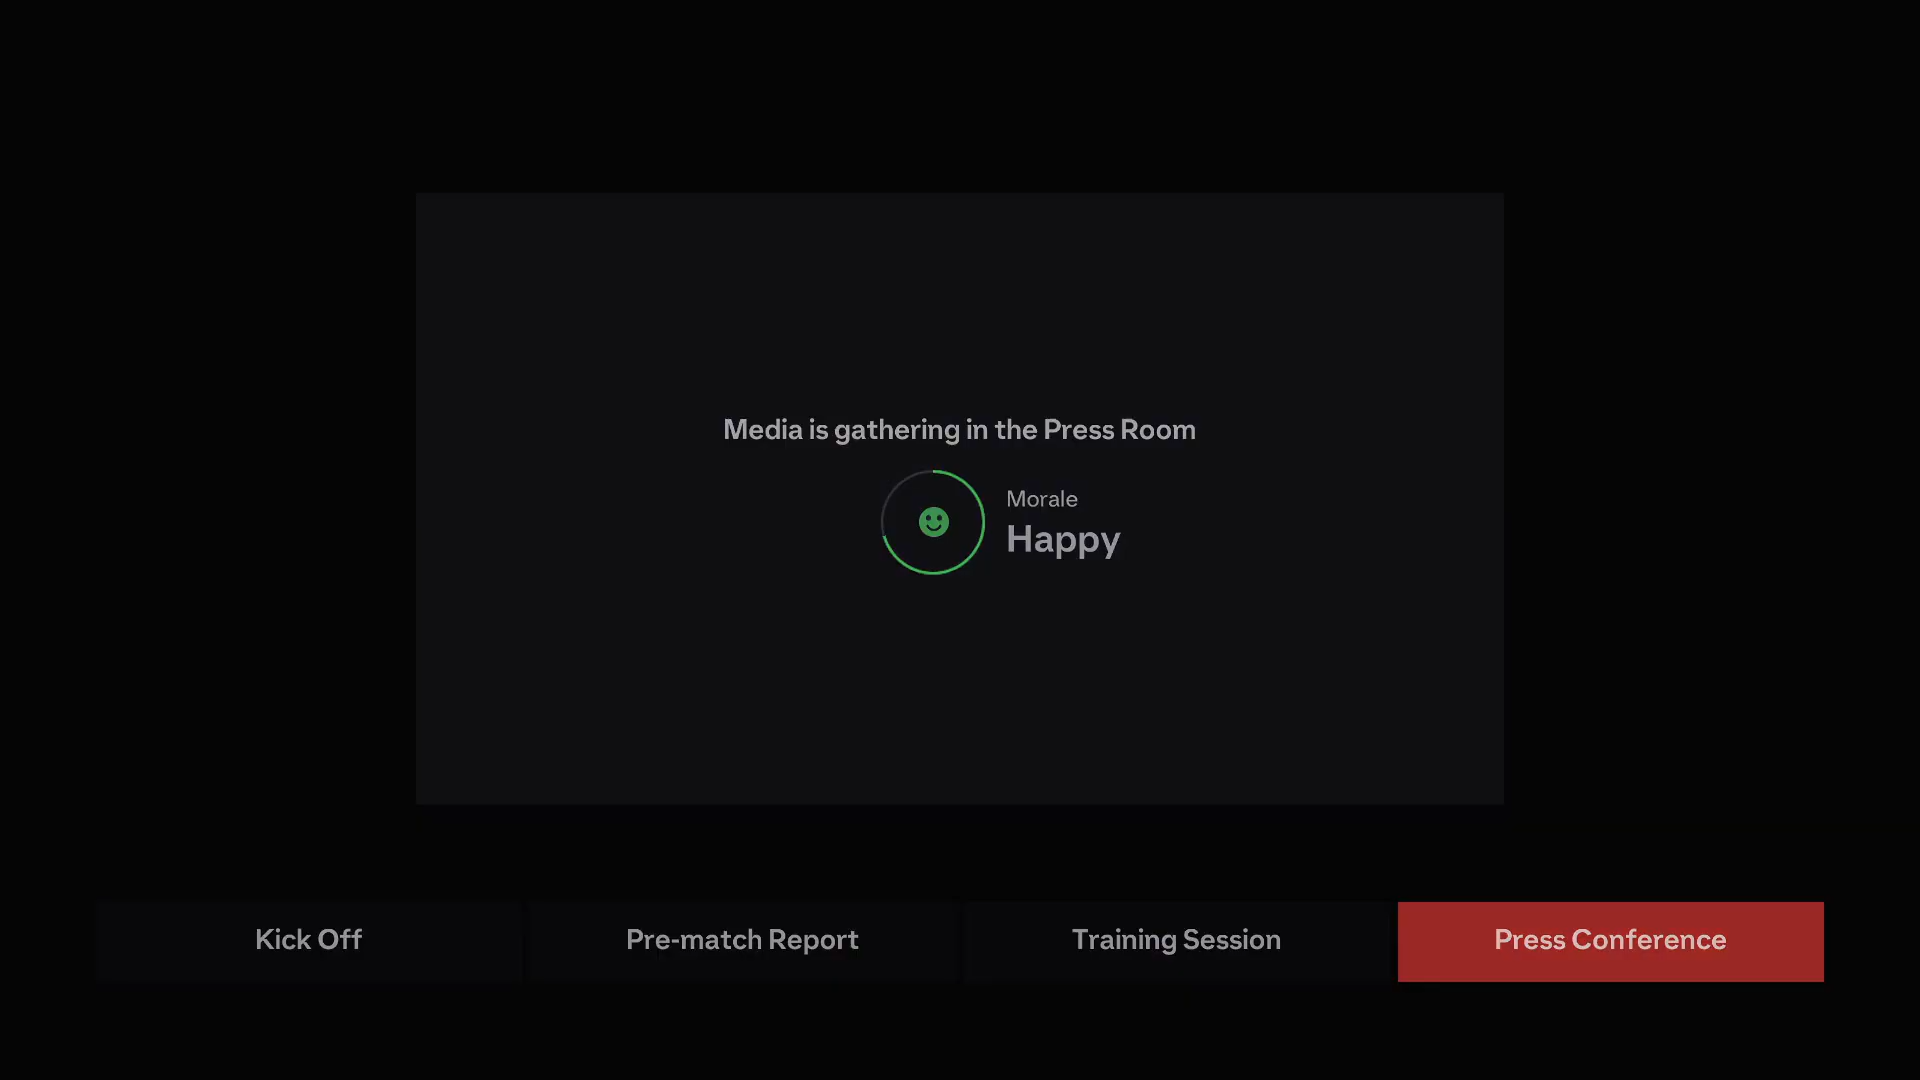 Media is gathering in the Press Room
Morale
Happy
Kick Off
Pre-match Report
Training Session
Press Conference